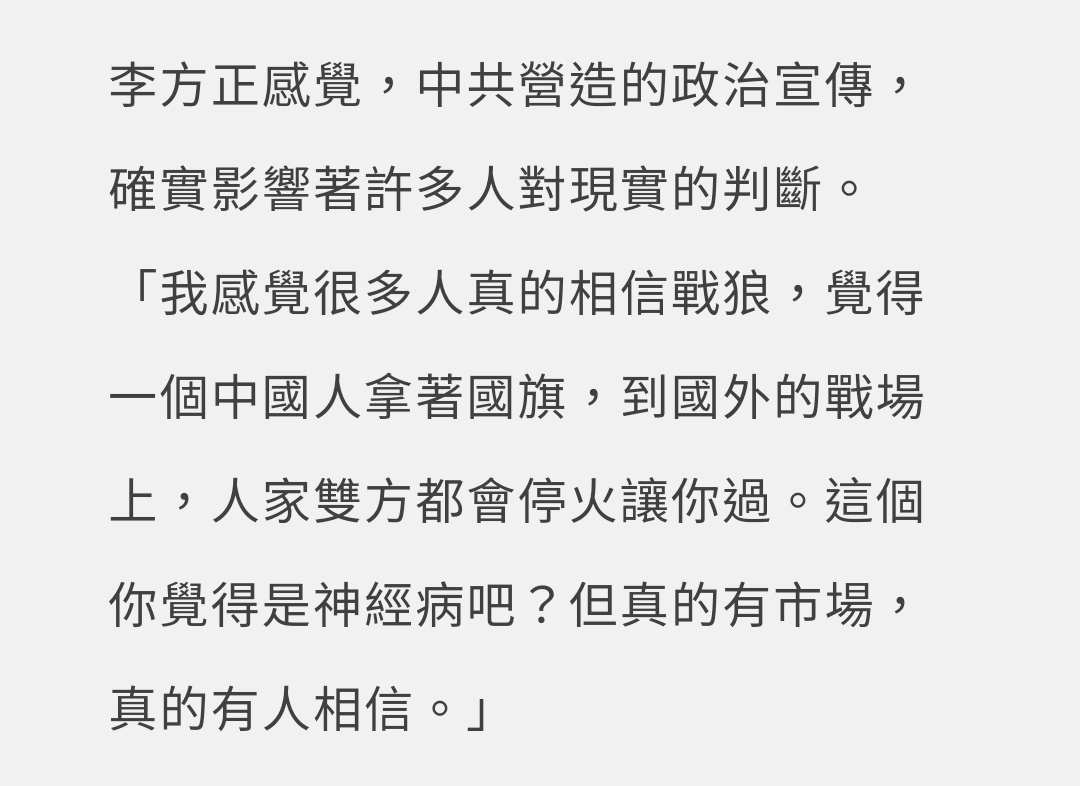 李方正感覺，中共營造的政治宣傳，
確實影響著許多人對現實的判斷。
「我感覺很多人真的相信戰狼，覺得
一個中國人拿著國旗，到國外的戰場
上，人家雙方都會停火讓你過。這個
你覺得是神經病吧？但真的有市場，
真的有人相信。」